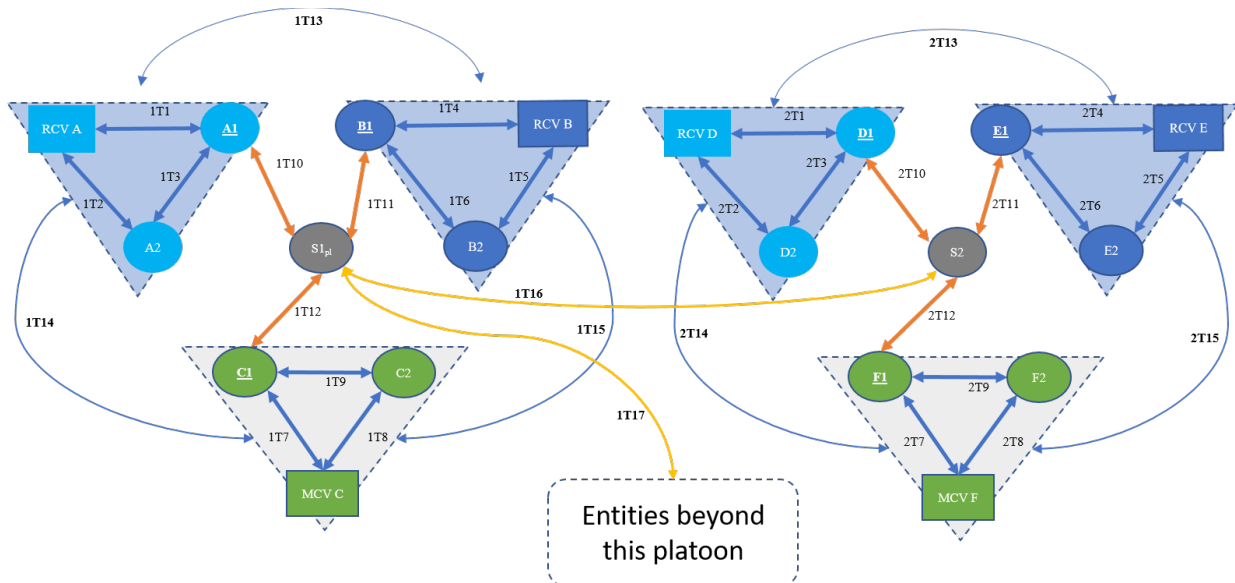 1T13
2T13
1T1
1T4
2T1
2T4
RCV A
A1
B1
RCV B
RCV D
D1
E1
RCV E
1T10
1T3
1T5
2T10
2T3
2T5
1T2
1T11
1T6
2T2
2T11
2T6
A2
S1pl
B2
D2
S2
E2
1T16
1T12
2T12
1T14
1T15
2T14
2T15
C1
C2
F1
F2
1T9
2T9
1T17
1T7
1T8
2T7
2T8
MCV C
MCV F
Entities beyond
this platoon